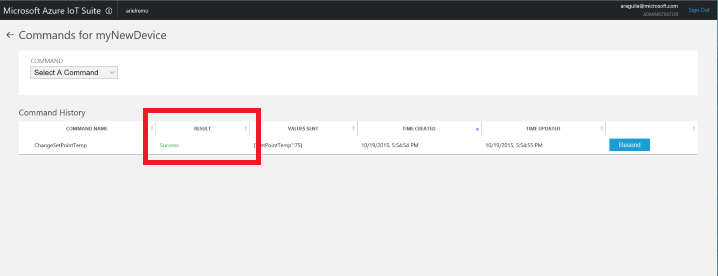 Microsoft Azure IoT Suite arietremo araguila@microsoft.com Sign Out
ADMINISTRATOR
Commands for myNewDevice
COMMAND
Select A Command
Command History
COMMAND NAME RESULT VALUES SENT TIME CREATED TIME UPDATED
ChangeSetPointTemp Success etPointTemp":75} 10/19/2015, 5:54:54 PM 10/19/2015, 5:54:55 PM Resend